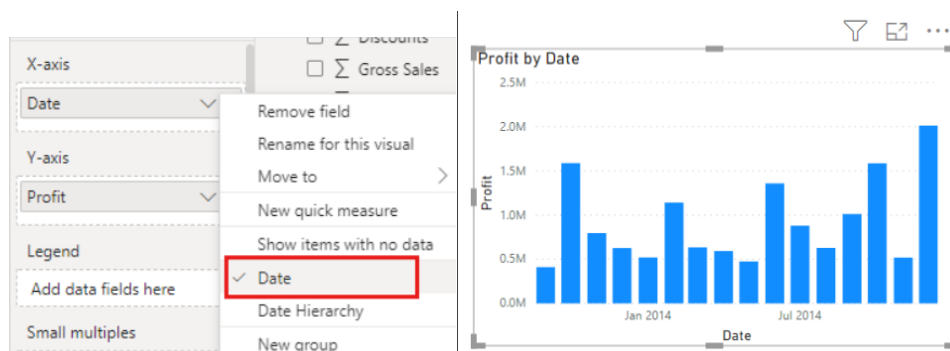 X-axis
Date
Y-axis
Profit
Legend
Add data fields here
Small multiples
Discounts
Gross Sales
Remove field
Rename for this visual
Move to
New quick measure
Show items with no data
Date
Date Hierarchy
New group
Profit by Date
2.5M
2.0M
1.5M
1.0M
0.5M
0.0M
Profit
Jan 2014
Jul 2014
Date